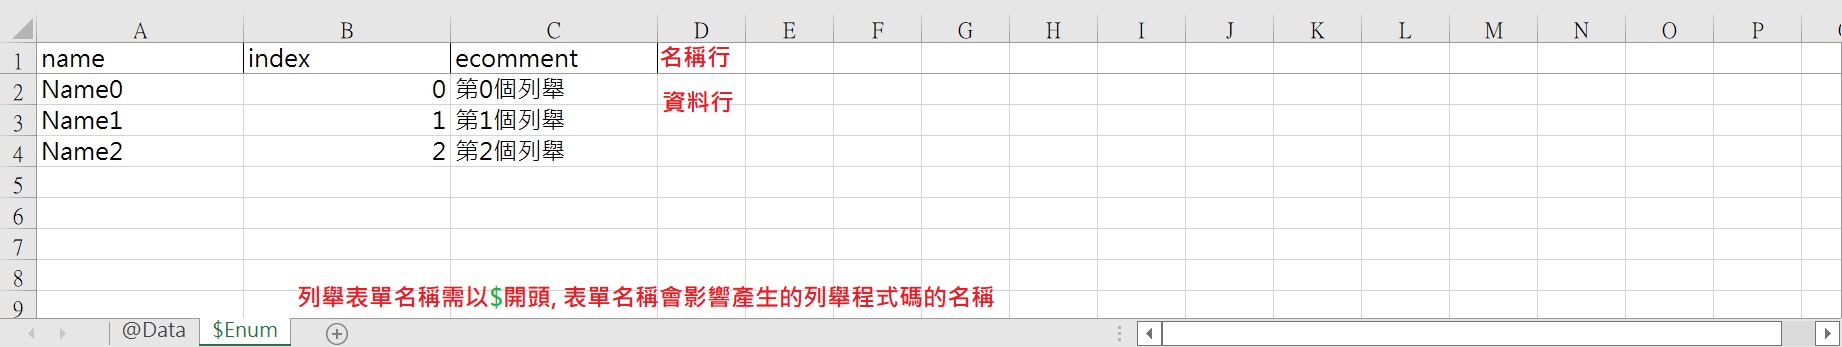 A B C D E F G H I J K L M N O P
1 name index ecomment 名稱行
2 Name0 0 第0個列舉
資料行
3 Name1 1 第1個列舉
4 Name2 2 第2個列舉
5
6
7
8
列舉表單名稱需以$開頭, 表單名稱會影響產生的列舉程式碼的名稱
9
@Data $Enum